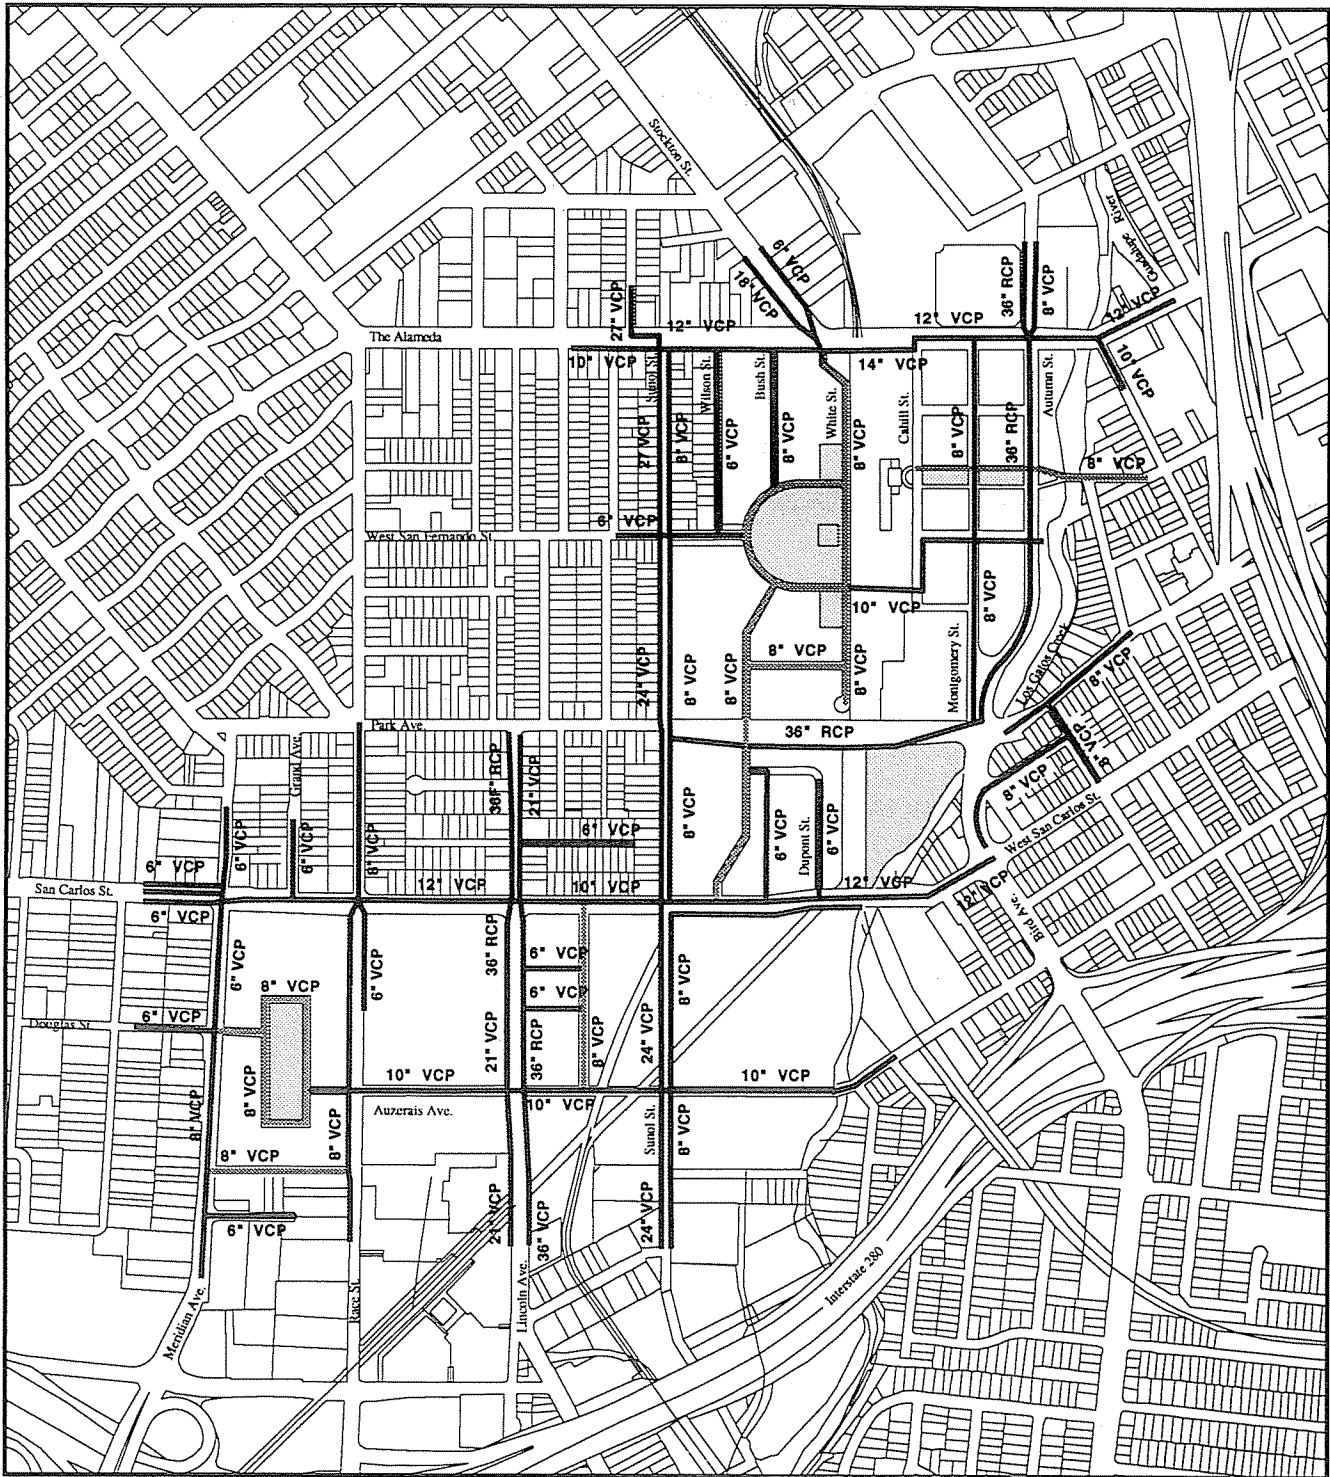 Stockton St.
Guadalupe River
6" VCP
18" VCP
36" RCP
8" VCP
27" VCP
12" VCP
12" VCP
12" VCP
The Alameda
10" VCP
Sunol St.
Wilson St.
Bush St.
White St.
14" VCP
Cahill St.
Autumn St.
10" VCP
27 VCP
8" VCP
6" VCP
8" VCP
8" VCP
8" VCP
36" RCP
8" VCP
6" VCP
West San Fernando St.
10" VCP
8" VCP
8" VCP
24" VCP
8" VCP
8" VCP
8" VCP
Montgomery St.
Los Gatos Creek
8" VCP
Park Ave.
36" RCP
8" VCP
Grand Ave.
36" RCP
21" VCP
8" VCP
6" VCP
6" VCP
6" VCP
8" VCP
6" VCP
6" VCP
Dupont St.
6" VCP
West San Carlos St.
6" VCP
San Carlos St.
12" VCP
10" VCP
12" VCP
12" VCP
6" VCP
Bird Ave.
6" VCP
6" VCP
36" RCP
6" VCP
8" VCP
8" VCP
6" VCP
6" VCP
Douglas St.
21" VCP
36" RCP
8" VCP
24" VCP
8" VCP
10" VCP
10" VCP
8" VCP
Auzerais Ave.
10" VCP
8" VCP
8" VCP
Sunol St.
8" VCP
8" VCP
6" VCP
21" VCP
36" VCP
24" VCP
Interstate 280
Meridian Ave.
Race St.
Lincoln Ave.